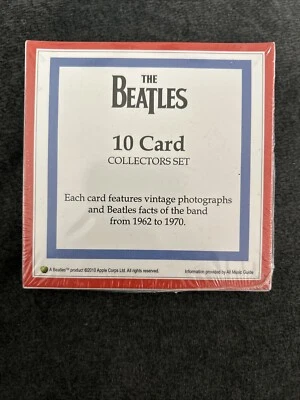 THE
BEATLES
10 Card
COLLECTORS SET
Each card features vintage photographs
and Beatles facts of the band
from 1962 to 1970.
A Beatles™ product ©2010 Apple Corps Ltd. All rights reserved.
Information provided by All Music Guide